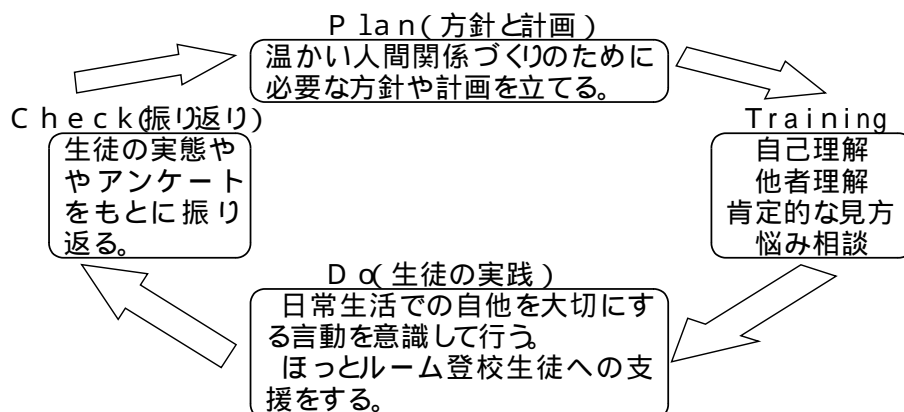 Plan(方針と計画)
温かい人間関係づくりのために
必要な方針や計画を立てる。
Check(振り返り)
生徒の実態や
やアンケート
をもとに振り
返る。
Training
自己理解
他者理解
肯定的な見方
悩み相談
Do(生徒の実践)
日常生活での自他を大切にす
る言動を意識して行う。
ほっとルーム登校生徒への支
援をする。